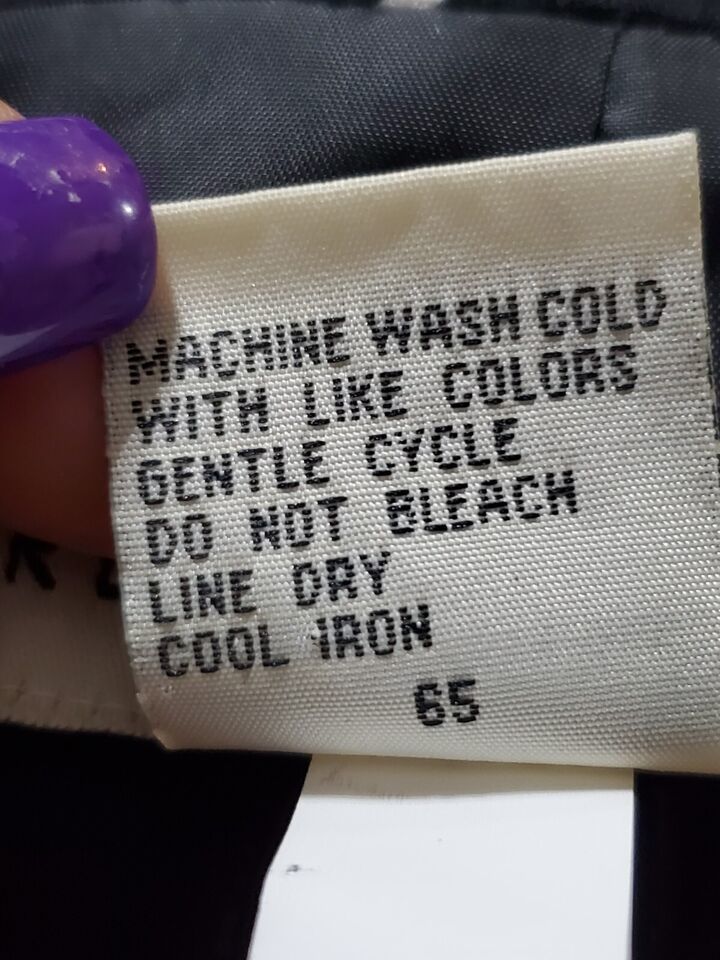 MACHINE WASH COLD
WITH LIKE COLORS
GENTLE CYCLE
DO NOT BLEACH
LINE DRY
COOL IRON
65